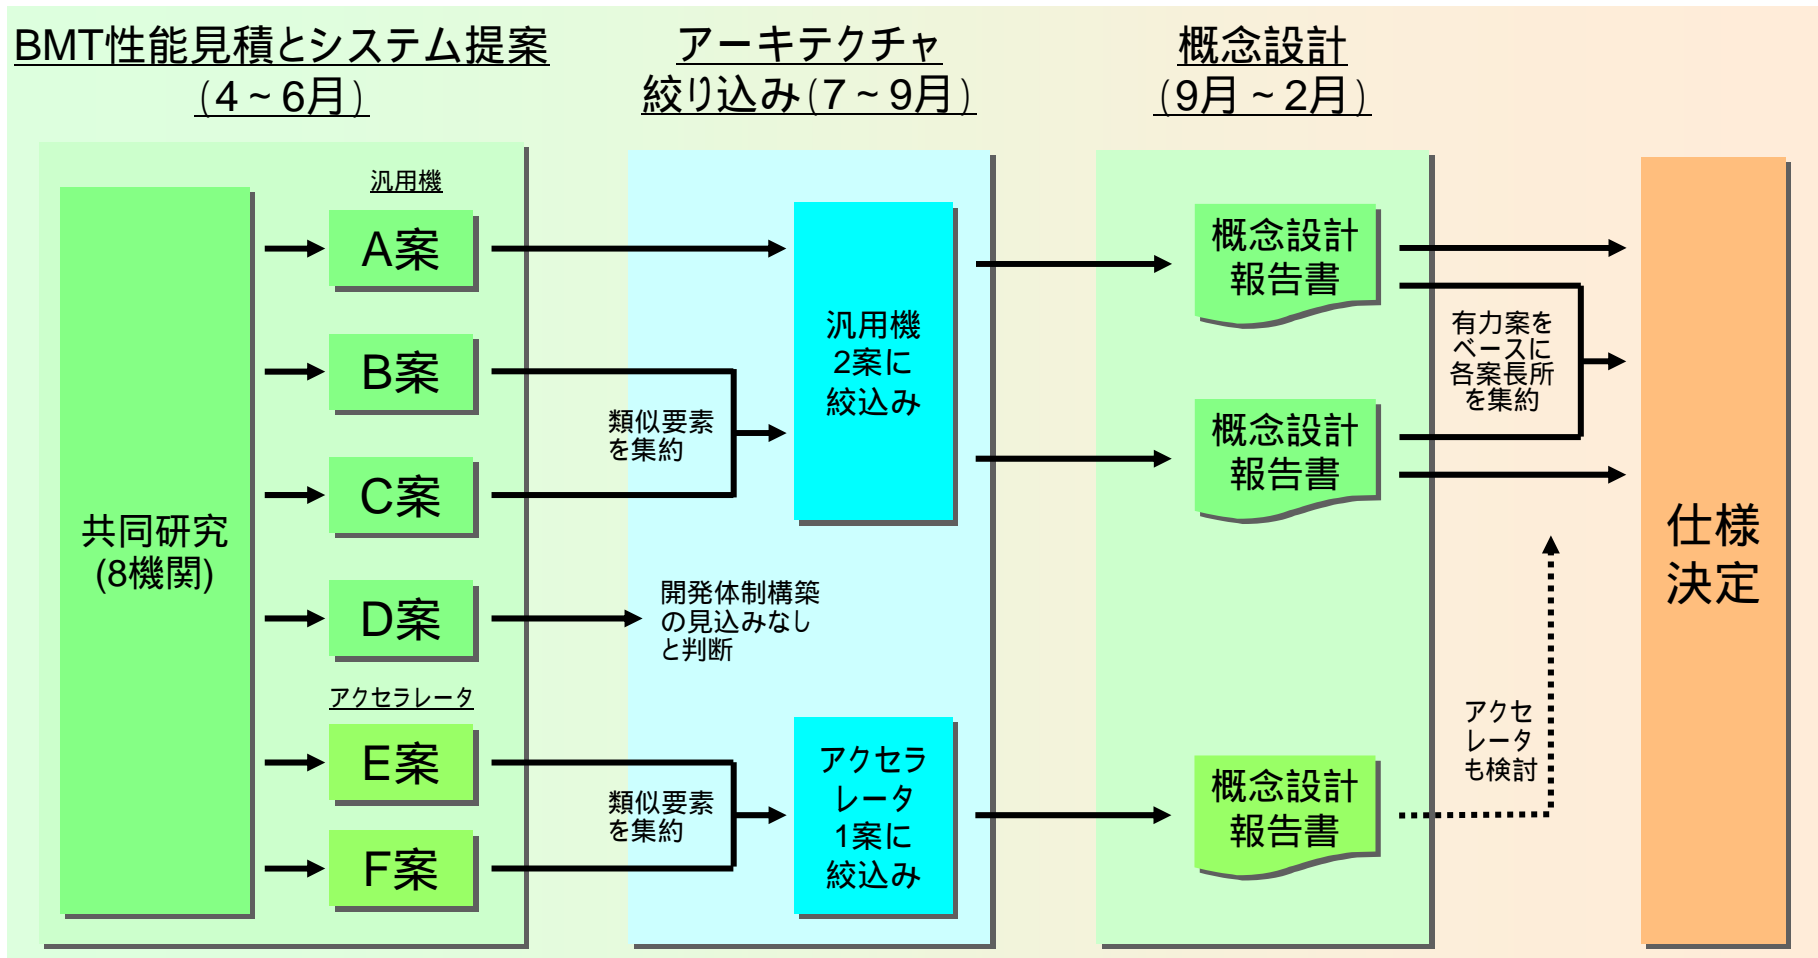 BMT性能見積とシステム提案
(4~6月)
アーキテクチャ
絞り込み(7~9月)
概念設計
(9月~2月)
共同研究
(8機関)
汎用機
A案
B案
C案
D案
アクセラレータ
E案
F案
類似要素
を集約
開発体制構築
の見込みなし
と判断
類似要素
を集約
汎用機
2案に
絞込み
アクセラ
レータ
1案に
絞込み
概念設計
報告書
概念設計
報告書
概念設計
報告書
有力案を
ベースに
各案長所
を集約
アクセ
レータ
も検討
仕様
決定